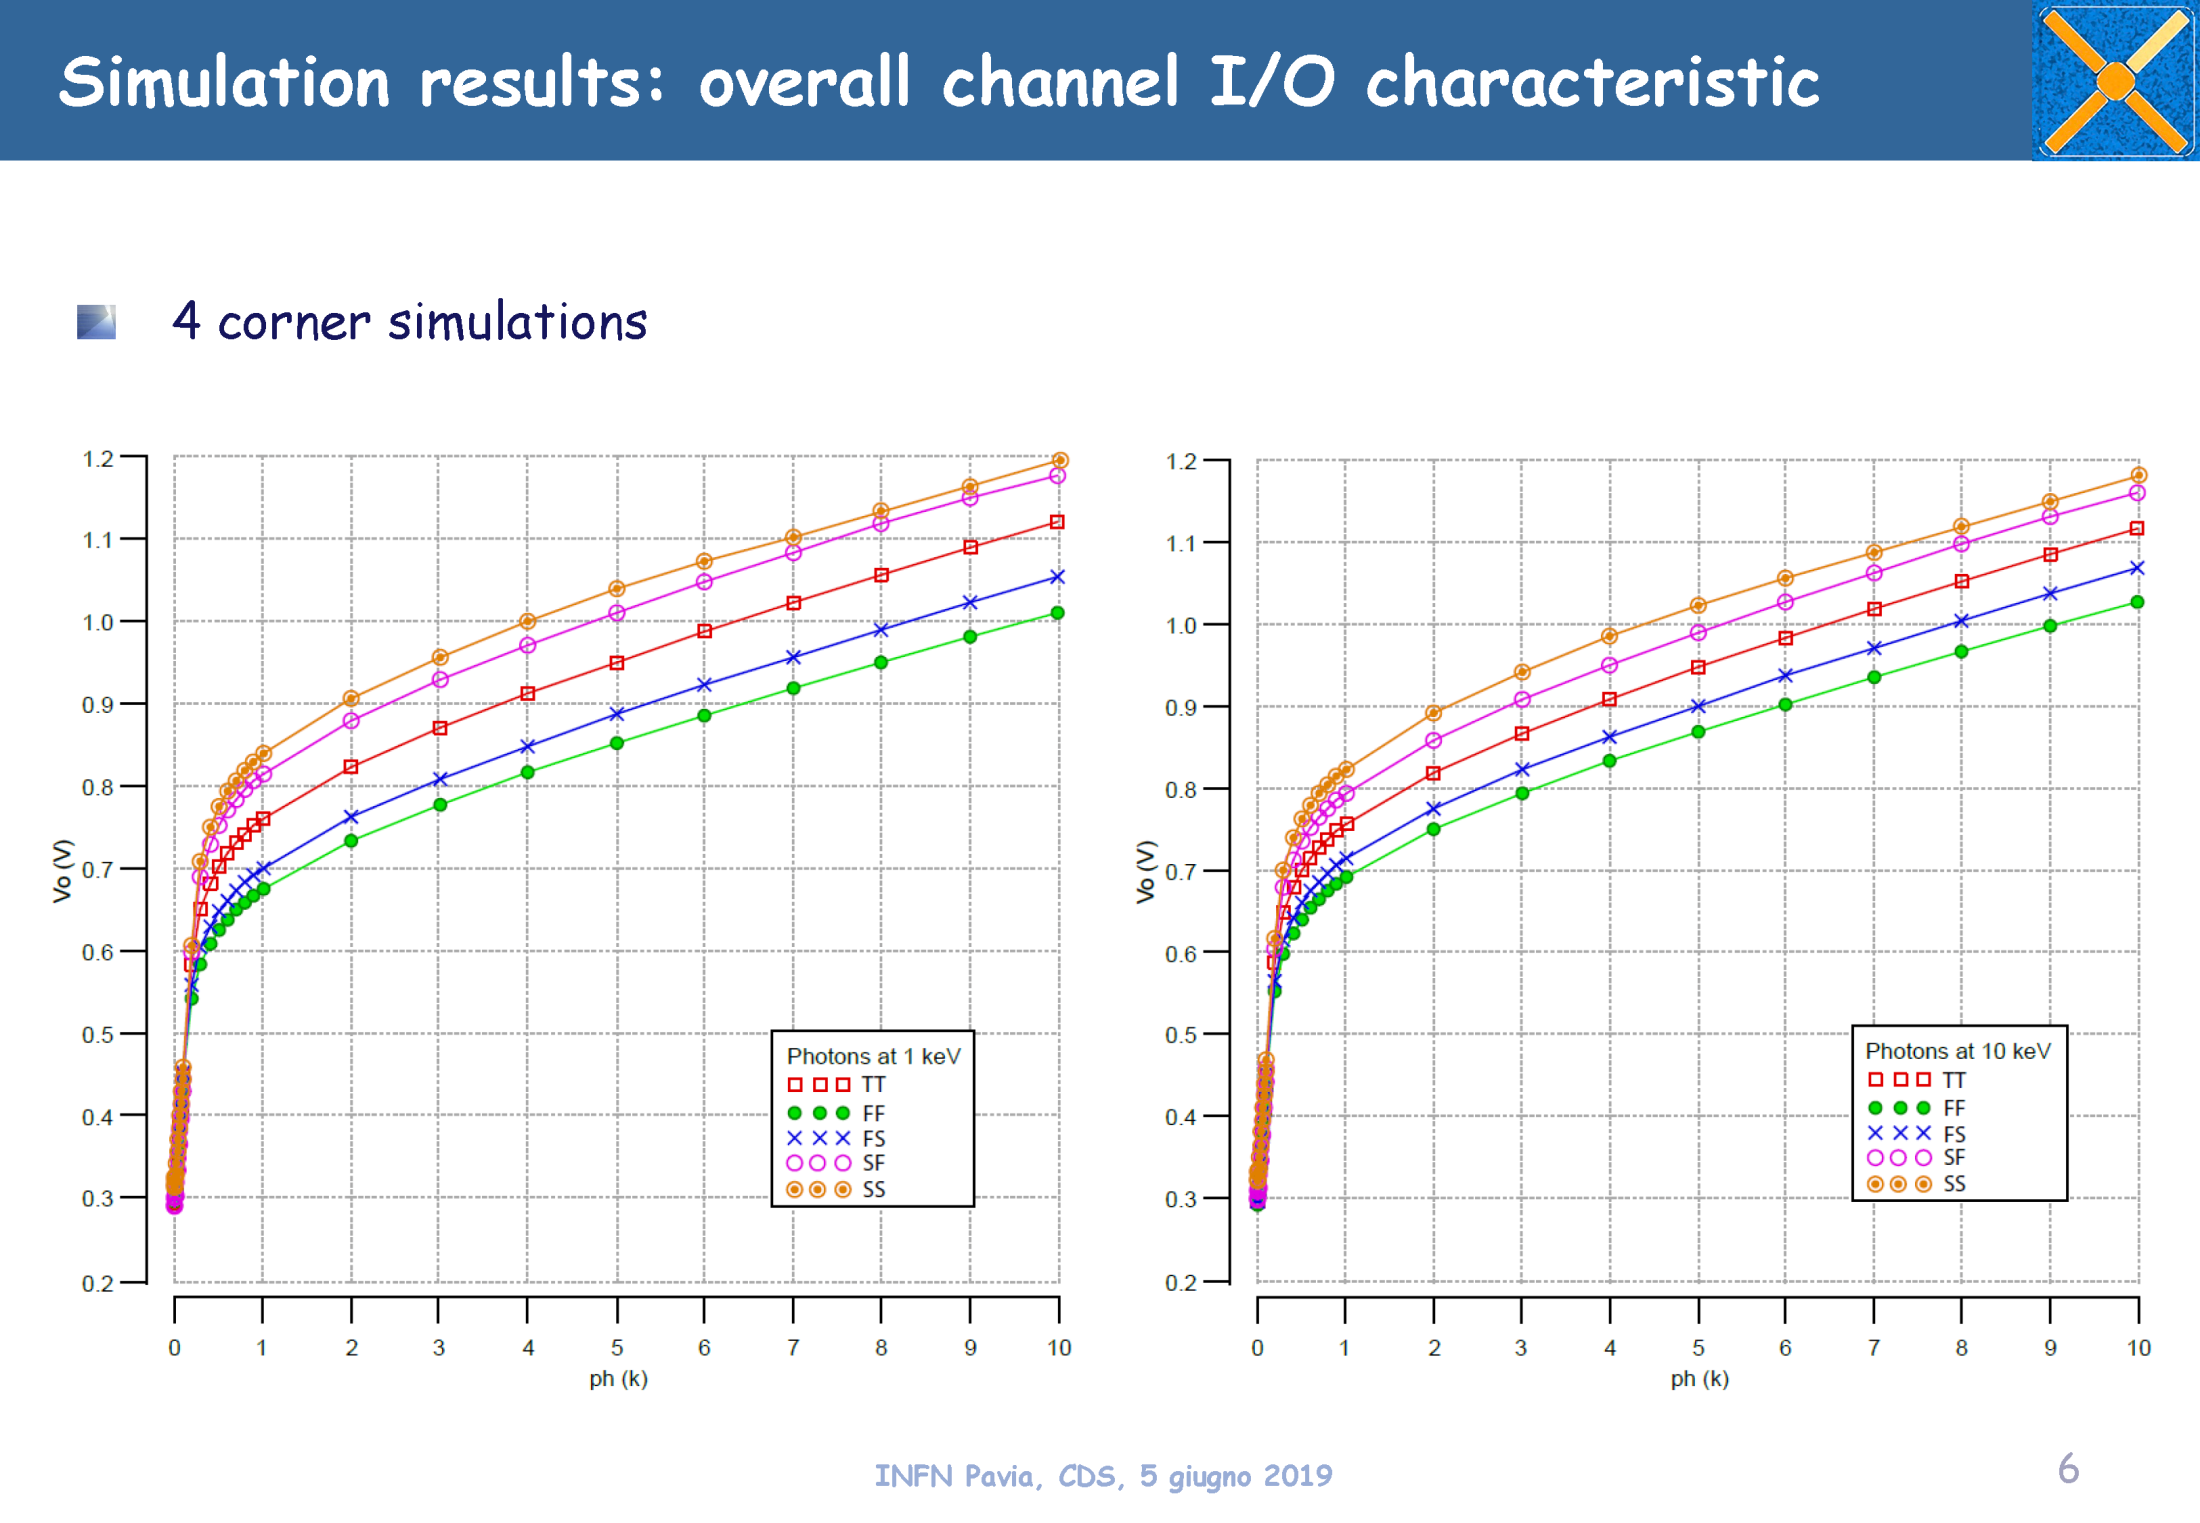 Simulation results: overall channel I/O characteristic
4 corner simulations
1.2
1.1
1.0
0.9
0.8
0.7
0.6
0.5
0.4
0.3
0.2
Vo (V)
Photons at 1 keV
TT
FF
FS
SF
SS
0 1 2 3 4 5 6 7 8 9 10
ph (k)
1.2
1.1
1.0
0.9
0.8
0.7
0.6
0.5
0.4
0.3
0.2
Vo (V)
Photons at 10 keV
TT
FF
FS
SF
SS
0 1 2 3 4 5 6 7 8 9 10
ph (k)
INFN Pavia, CDS, 5 giugno 2019
6